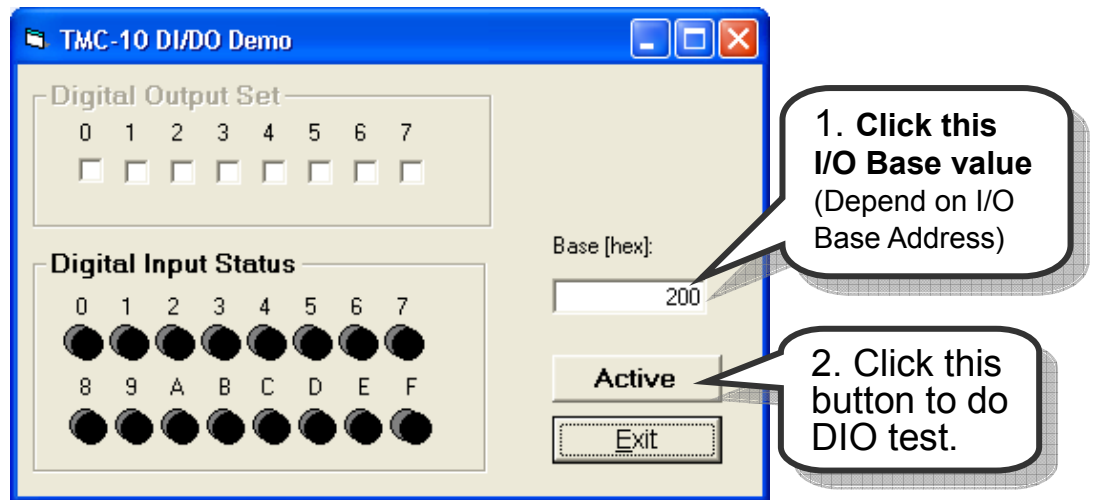 TMC-10 DI/DO Demo
Digital Output Set
0 1 2 3 4 5 6 7
Digital Input Status
0 1 2 3 4 5 6 7
8 9 A B C D E F
Base [hex]:
200
Active
Exit
1. Click this
I/O Base value
(Depend on I/O
Base Address)
2. Click this
button to do
DIO test.